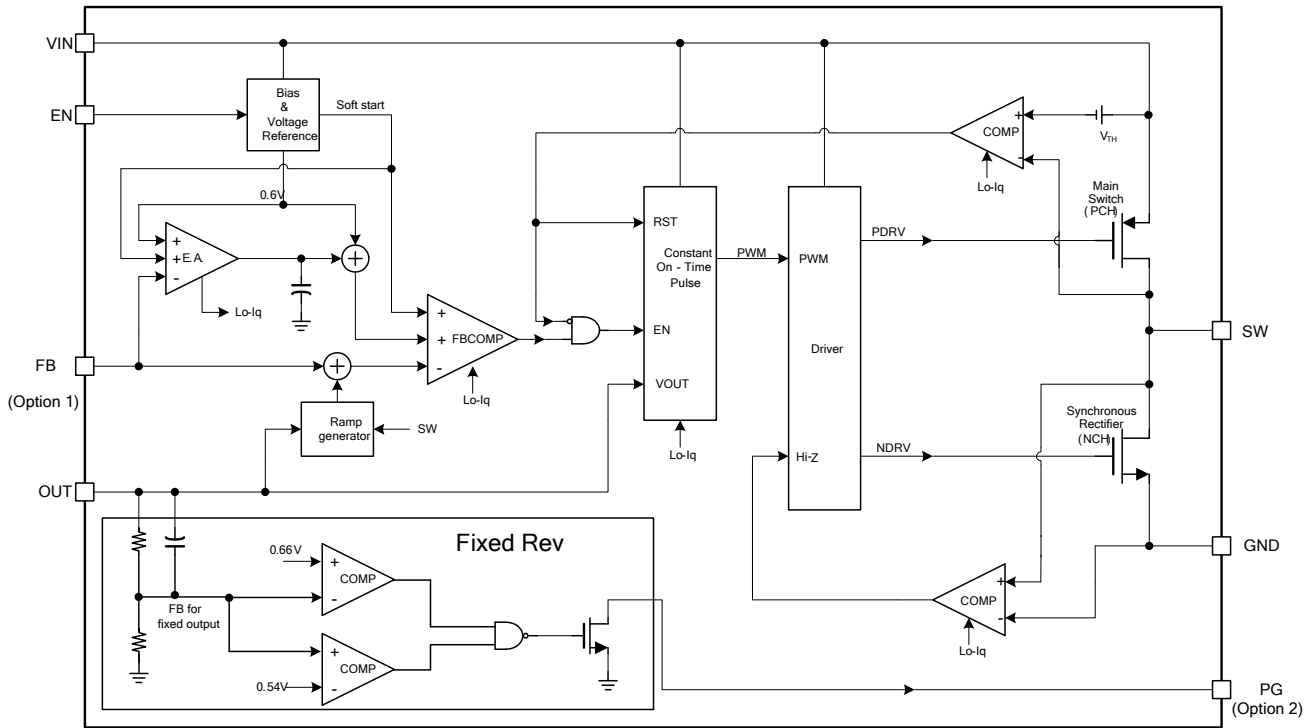 VIN
EN
Bias
&
Voltage
Reference
Soft start
0.6V
+
+
-
E.A.
Lo-Iq
+
+
+
-
FBCOMP
Lo-Iq
FB
(Option 1)
+
Ramp
generator
SW
OUT
RST
Constant
On - Time
Pulse
EN
VOUT
Lo-Iq
PWM
PWM
Driver
Hi-Z
PDRV
NDRV
+
-
COMP
Lo-Iq
VTH
Main
Switch
(PCH)
SW
Synchronous
Rectifier
(NCH)
GND
+
-
COMP
Lo-Iq
Fixed Rev
0.66V
+
-
COMP
FB for
fixed output
+
-
COMP
0.54V
PG
(Option 2)